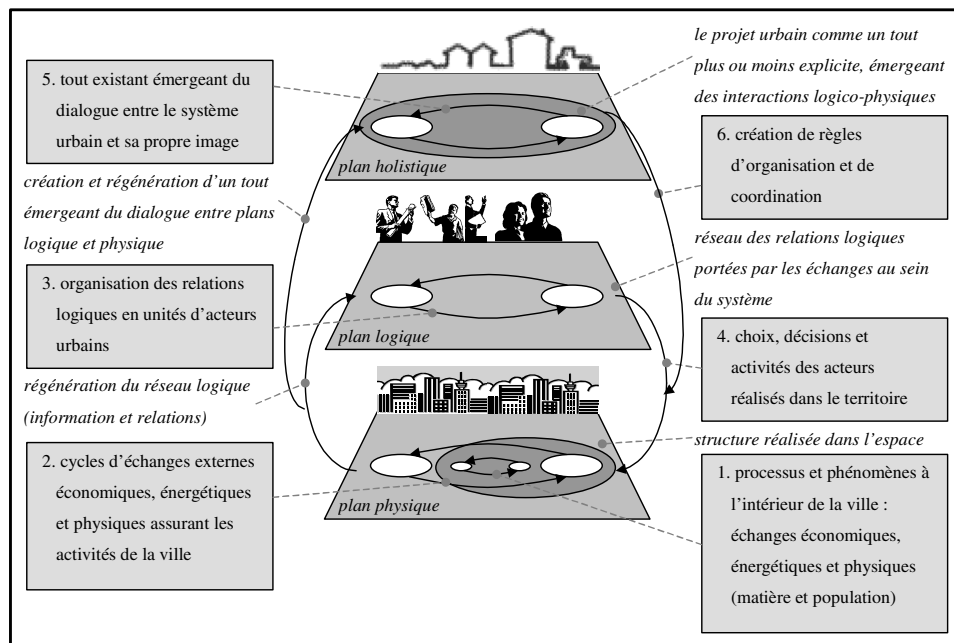 5. tout existant émergeant du
dialogue entre le système
urbain et sa propre image
création et régénération d’un tout
émergeant du dialogue entre plans
logique et physique
3. organisation des relations
logiques en unités d’acteurs
urbains
régénération du réseau logique
(information et relations)
2. cycles d’échanges externes
économiques, énergétiques
et physiques assurant les
activités de la ville
plan holistique
plan logique
plan physique
le projet urbain comme un tout
plus ou moins explicite, émergeant
des interactions logico-physiques
6. création de règles
d’organisation et de
coordination
réseau des relations logiques
portées par les échanges au sein
du système
4. choix, décisions et
activités des acteurs
réalisés dans le territoire
structure réalisée dans l’espace
1. processus et phénomènes à
l’intérieur de la ville :
échanges économiques,
énergétiques et physiques
(matière et population)